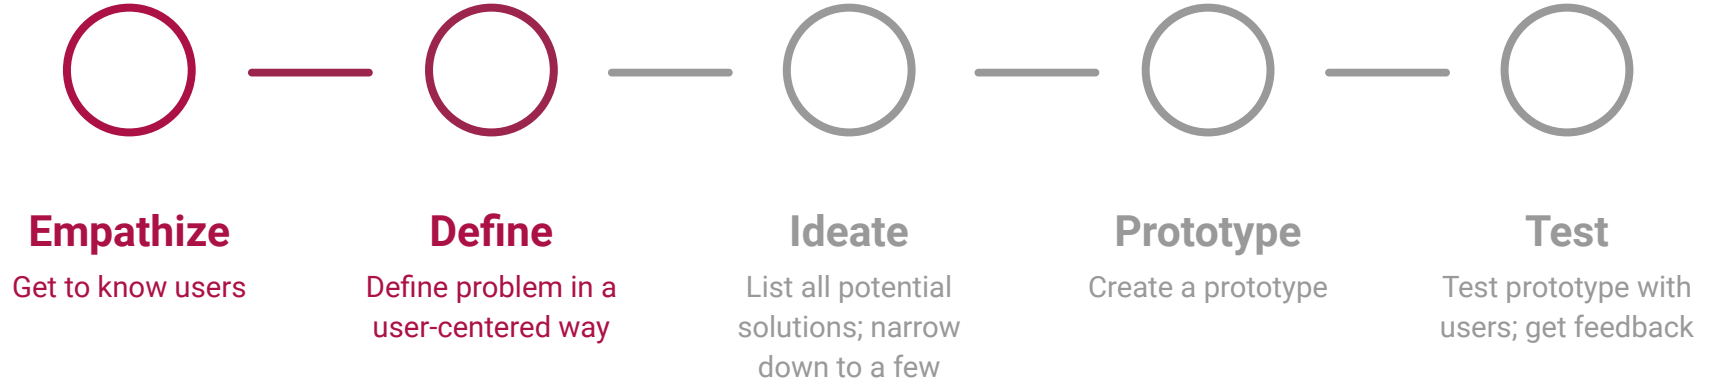 Empathize
Get to know users
Define
Define problem in a
user-centered way
Ideate
List all potential
solutions; narrow
down to a few
Prototype
Create a prototype
Test
Test prototype with
users; get feedback